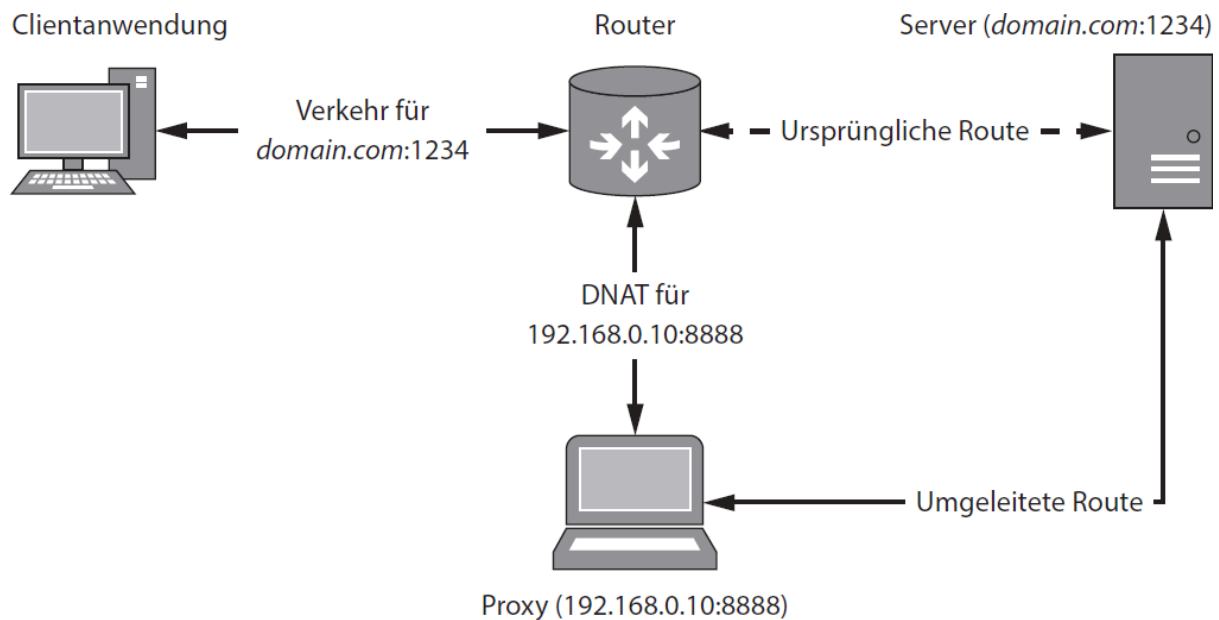 Clientanwendung
Router
Server (domain.com:1234)
Verkehr für
domain.com:1234
Ursprüngliche Route
DNAT für
192.168.0.10:8888
Umgeleitete Route
Proxy (192.168.0.10:8888)